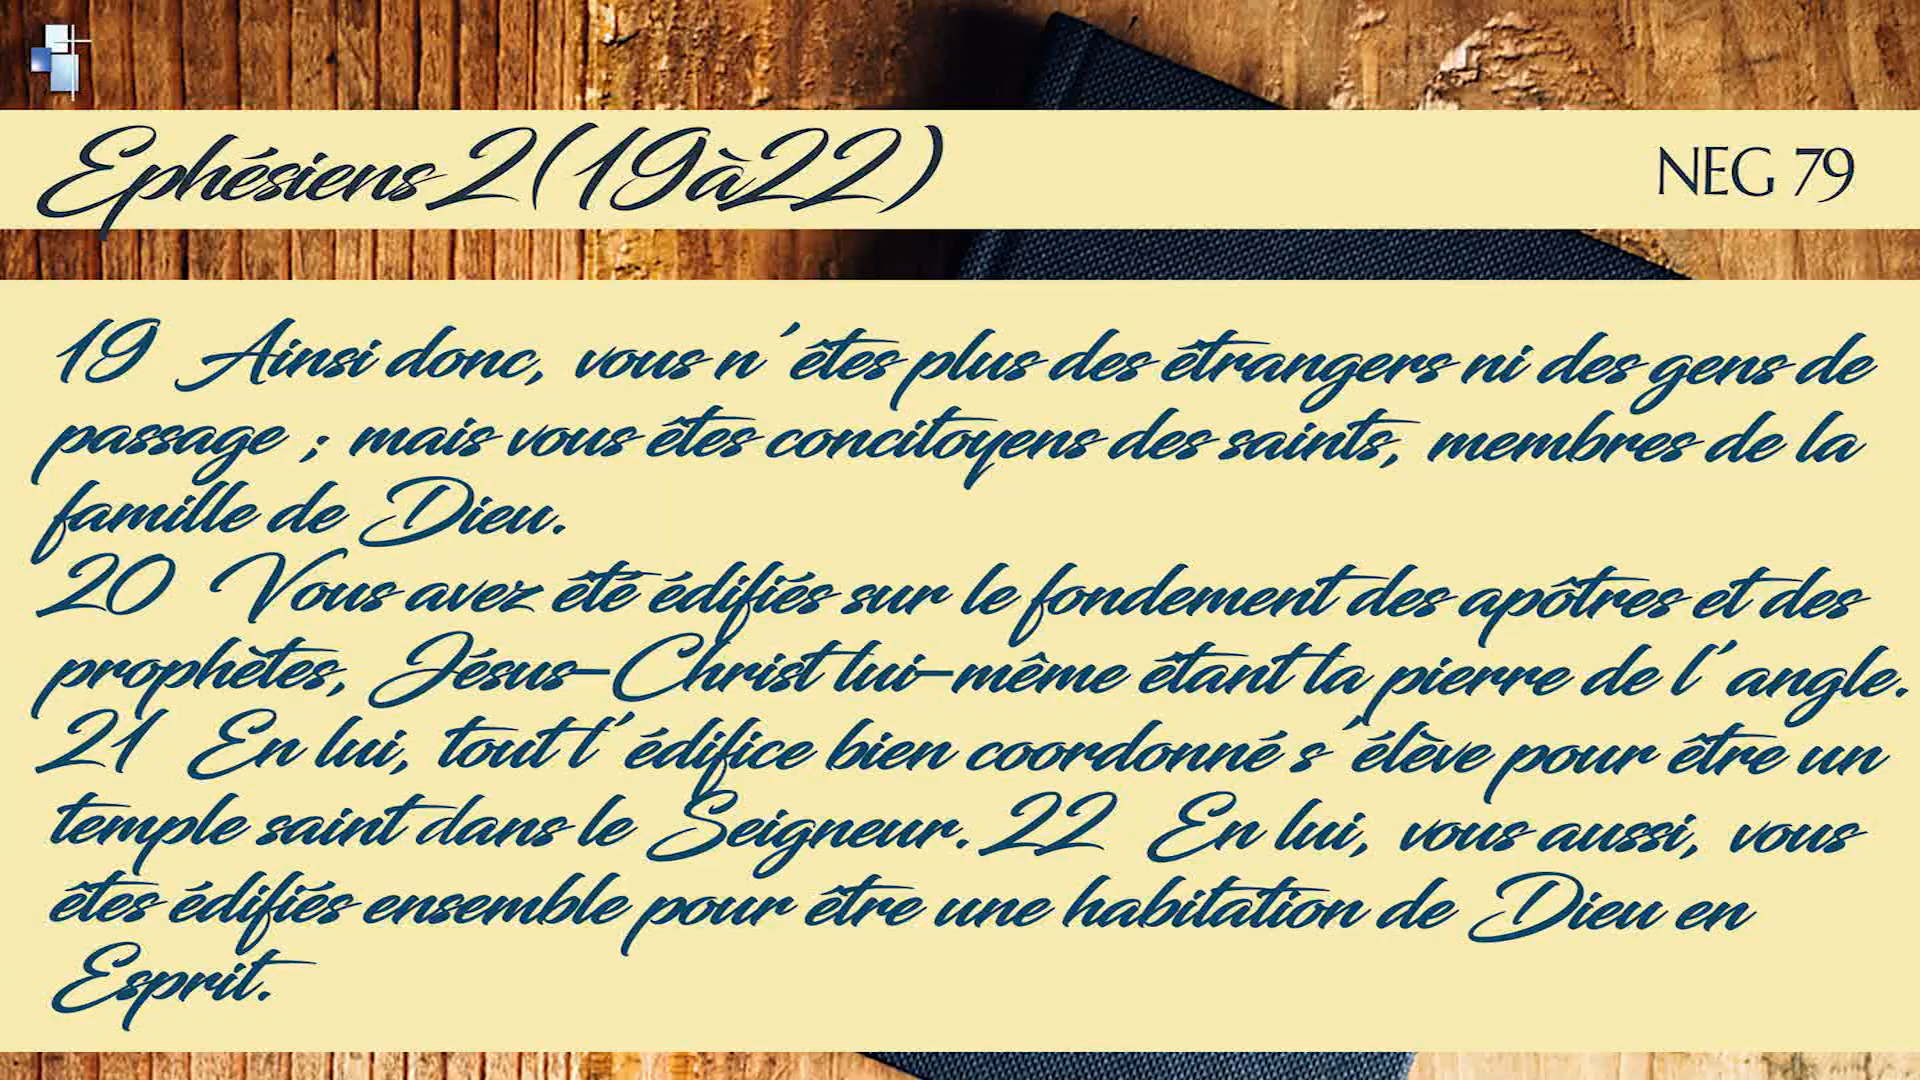 Ephésiens 2(19à22)
NEG 79
19 Ainsi donc, vous n'êtes plus des étrangers ni des gens de
passage ; mais vous êtes concitoyens des saints, membres de la
famille de Dieu.
20 Vous avez été édifiés sur le fondement des apôtres et des
prophètes, Jésus-Christ lui-même étant la pierre de l'angle.
21 En lui, tout l'édifice bien coordonné s'élève pour être un
temple saint dans le Seigneur. 22 En lui, vous aussi, vous
êtes édifiés ensemble pour être une habitation de Dieu en
Esprit.